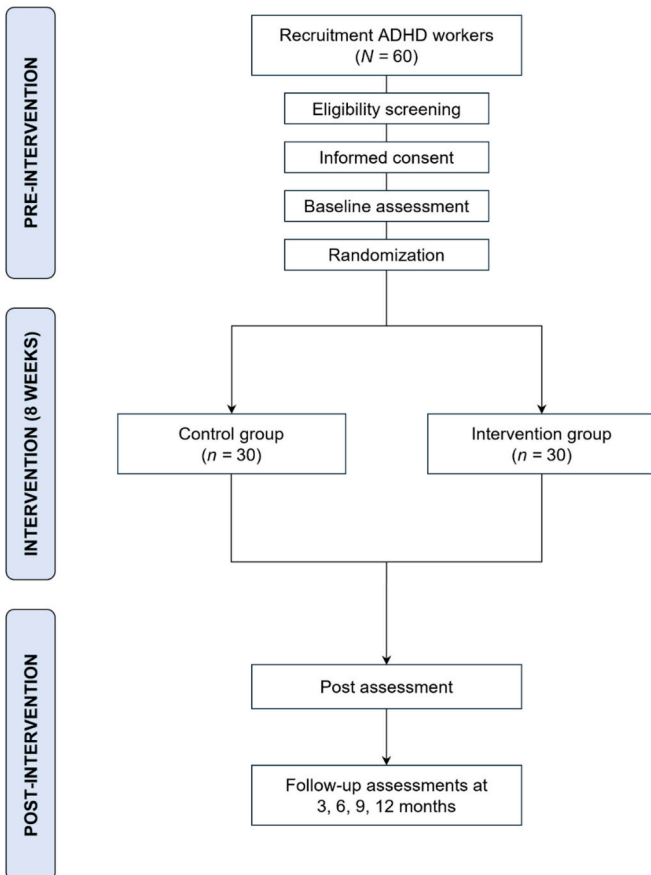 PRE-INTERVENTION
Recruitment ADHD workers
(N = 60)
Eligibility screening
Informed consent
Baseline assessment
Randomization
INTERVENTION (8 WEEKS)
Control group
(n = 30)
Intervention group
(n = 30)
POST-INTERVENTION
Post assessment
Follow-up assessments at
3, 6, 9, 12 months